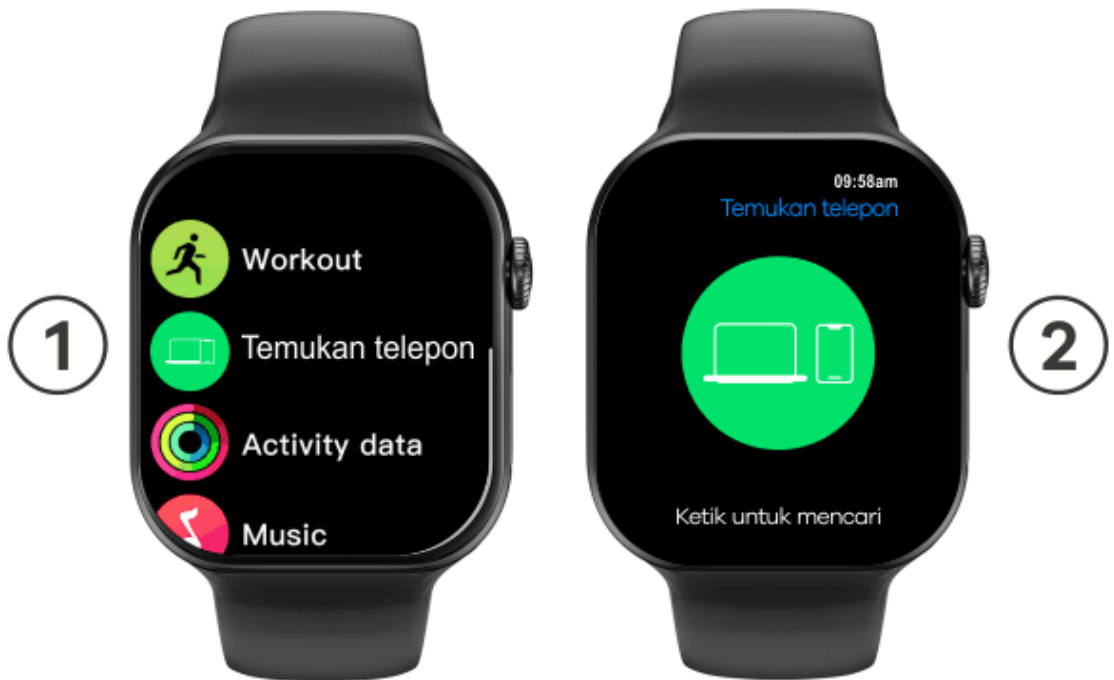 1
Workout
Temukan telepon
Activity data
Music
09:58am
Temukan telepon
Ketik untuk mencari
2